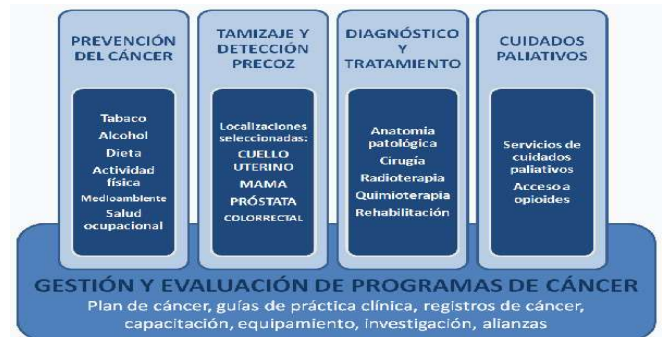 PREVENCIÓN
DEL CÁNCER
Tabaco
Alcohol
Dieta
Actividad
física
Medioambiente
Salud
ocupacional
TAMIZAJE Y
DETECCIÓN
PRECOZ
Localizaciones
seleccionadas:
CUELLO
UTERINO
MAMA
PRÓSTATA
COLORRECTAL
DIAGNÓSTICO
Y
TRATAMIENTO
Anatomía
patológica
Cirugía
Radioterapia
Quimioterapia
Rehabilitación
CUIDADOS
PALIATIVOS
Servicios de
cuidados
paliativos
Acceso a
opioides
GESTIÓN Y EVALUACIÓN DE PROGRAMAS DE CÁNCER
Plan de cáncer, guías de práctica clínica, registros de cáncer,
capacitación, equipamiento, investigación, alianzas